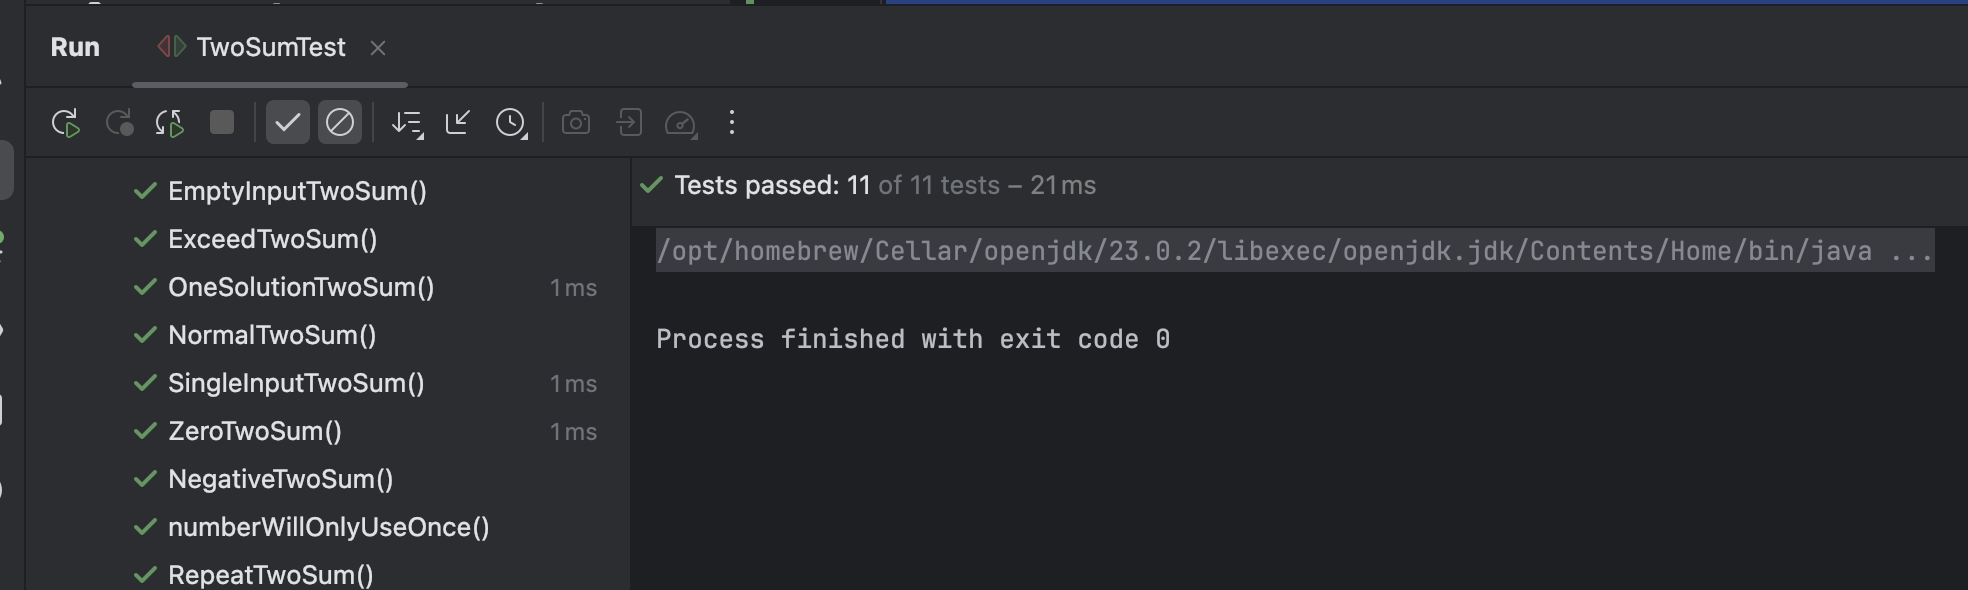 Run TwoSumTest
EmptyInputTwoSum()
ExceedTwoSum()
OneSolutionTwoSum() 1ms
NormalTwoSum()
SingleInputTwoSum() 1ms
ZeroTwoSum() 1ms
NegativeTwoSum()
numberWillOnlyUseOnce()
RepeatTwoSum()
Tests passed: 11 of 11 tests – 21ms
/opt/homebrew/Cellar/openjdk/23.0.2/libexec/openjdk.jdk/Contents/Home/bin/java ...
Process finished with exit code 0